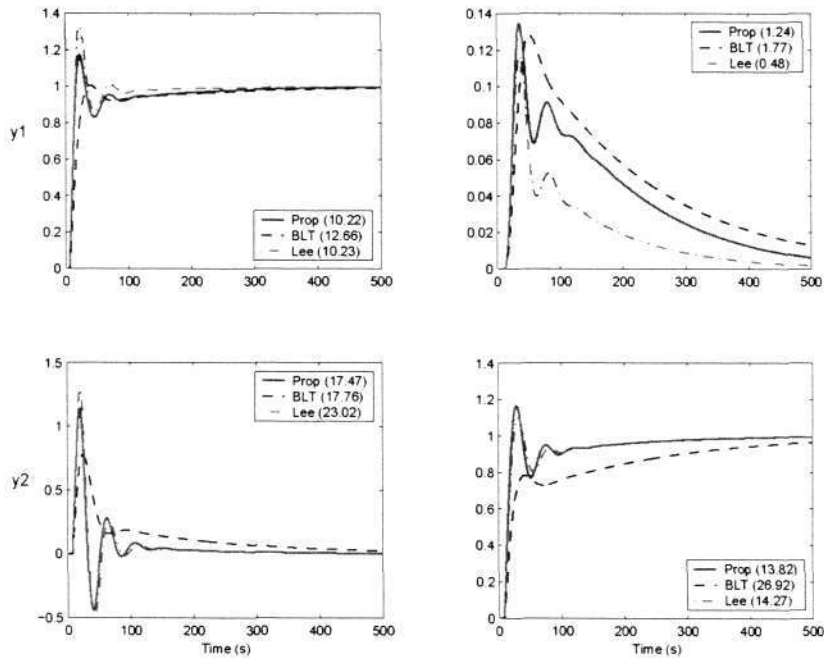 1.4
1.2
1
0.8
0.6
0.4
0.2
0
y1
0 100 200 300 400 500
Prop (10.22)
BLT (12.66)
Lee (10.23)
0.14
0.12
0.1
0.08
0.06
0.04
0.02
0
0 100 200 300 400 500
Prop (1.24)
BLT (1.77)
Lee (0.48)
1.5
1
0.5
0
−0.5
y2
0 100 200 300 400 500
Time (s)
Prop (17.47)
BLT (17.76)
Lee (23.02)
1.4
1.2
1
0.8
0.6
0.4
0.2
0
0 100 200 300 400 500
Time (s)
Prop (13.82)
BLT (26.92)
Lee (14.27)